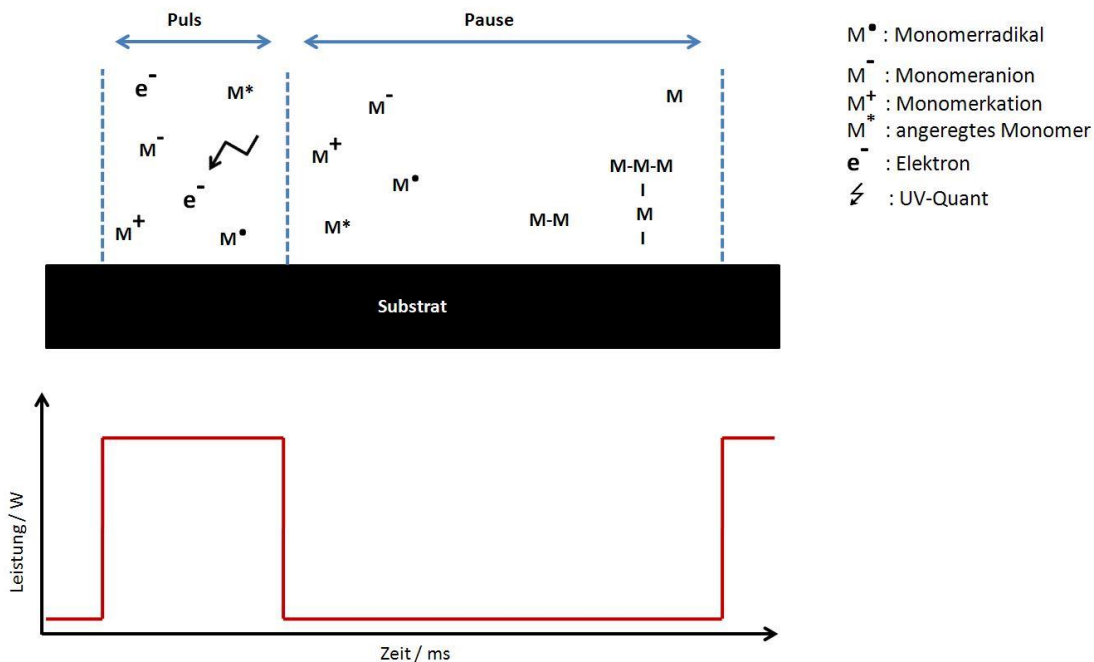 Puls
Pause
e⁻
M*
M⁻
e⁻
M⁺
M•
M⁻
M⁺
M•
M*
M-M
M
M-M-M
I
M
I
Substrat
M• : Monomerradikal
M⁻ : Monomeranion
M⁺ : Monomerkation
M* : angeregtes Monomer
e⁻ : Elektron
: UV-Quant
Leistung / W
Zeit / ms